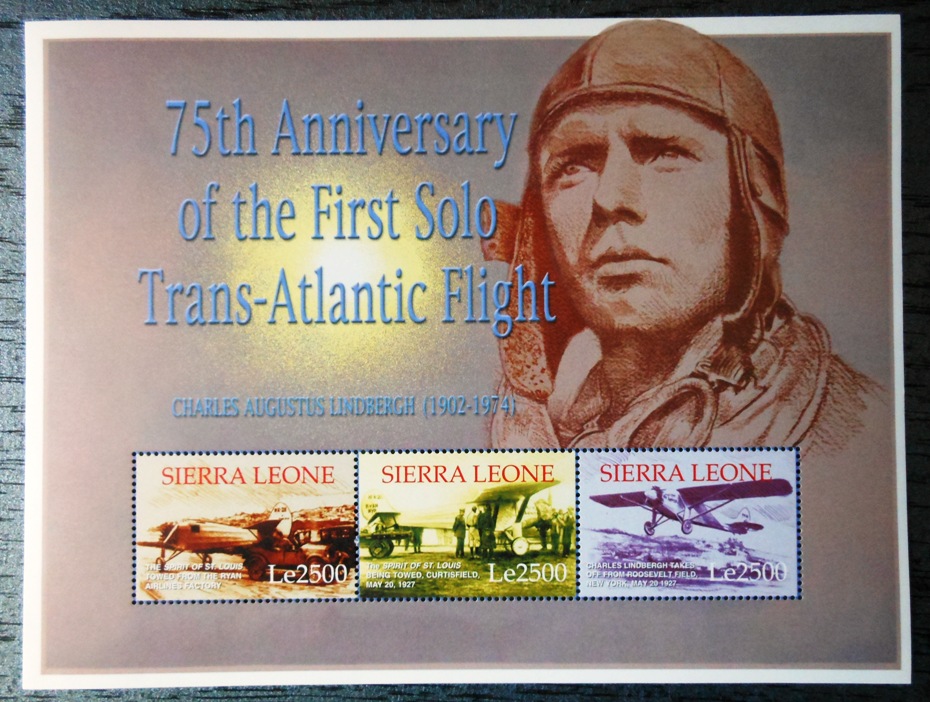 75th Anniversary
of the First Solo
Trans-Atlantic Flight
CHARLES AUGUSTUS LINDBERGH (1902-1974)
SIERRA LEONE
THE SPIRIT OF ST. LOUIS
TOWED FROM THE RYAN
AIRLINES FACTORY.
Le2500
SIERRA LEONE
The SPIRIT OF ST. LOUIS
BEING TOWED, CURTISFIELD,
MAY 20, 1927
Le2500
SIERRA LEONE
CHARLES LINDBERGH TAKES
OFF FROM ROOSEVELT FIELD,
NEW YORK, MAY 20 1927.
Le2500